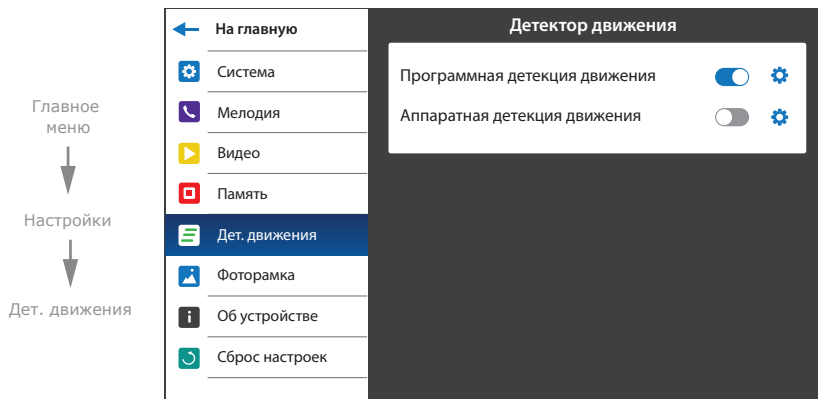 Главное
меню
Настройки
Дет. движения
На главную
Система
Мелодия
Видео
Память
Дет. движения
Фоторамка
Об устройстве
Сброс настроек
Детектор движения
Программная детекция движения
Аппаратная детекция движения